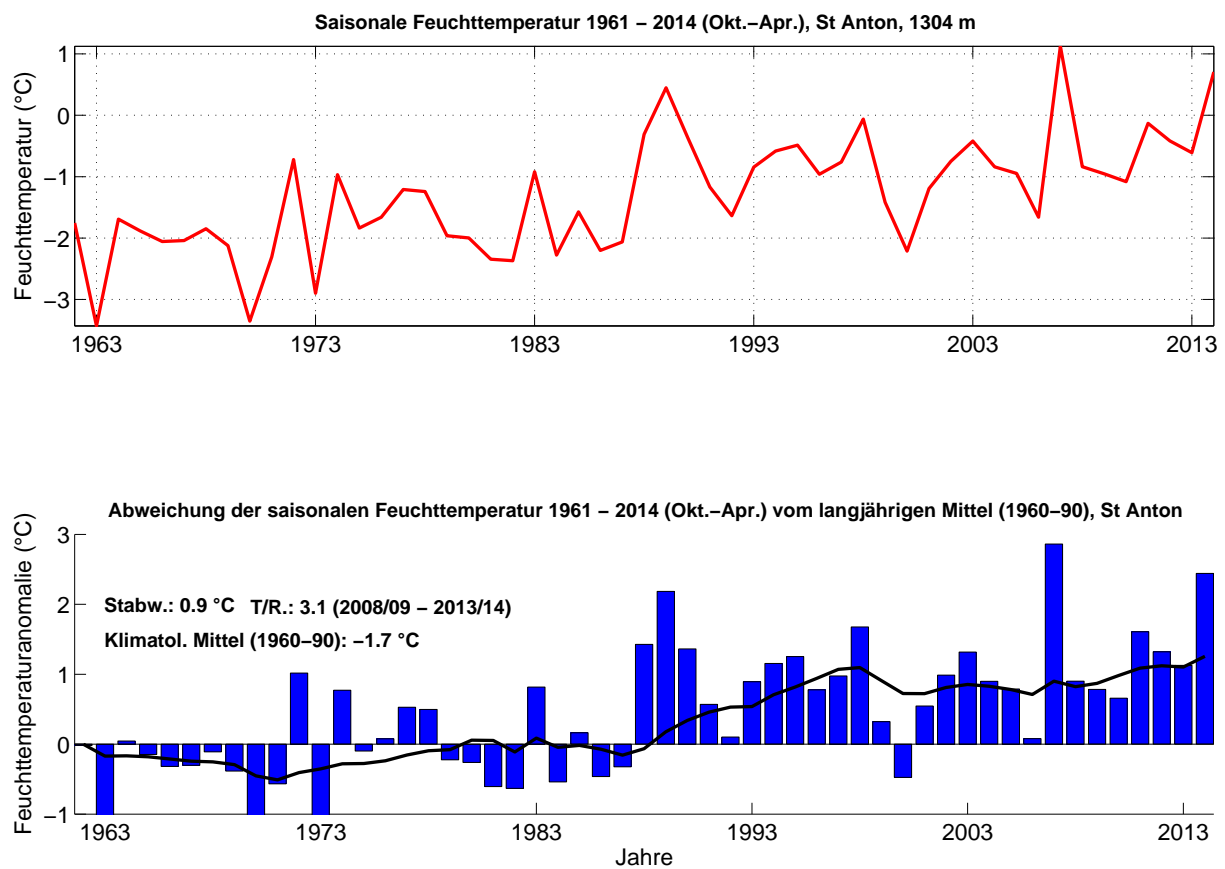 Saisonale Feuchttemperatur 1961 − 2014 (Okt.−Apr.), St Anton, 1304 m
Feuchttemperatur (°C)
1
0
−1
−2
−3
1963 1973 1983 1993 2003 2013
Abweichung der saisonalen Feuchttemperatur 1961 − 2014 (Okt.−Apr.) vom langjährigen Mittel (1960−90), St Anton
Feuchttemperaturanomalie (°C)
3
2
1
0
−1
Stabw.: 0.9 °C T/R.: 3.1 (2008/09 − 2013/14)
Klimatol. Mittel (1960−90): −1.7 °C
1963 1973 1983 1993 2003 2013
Jahre